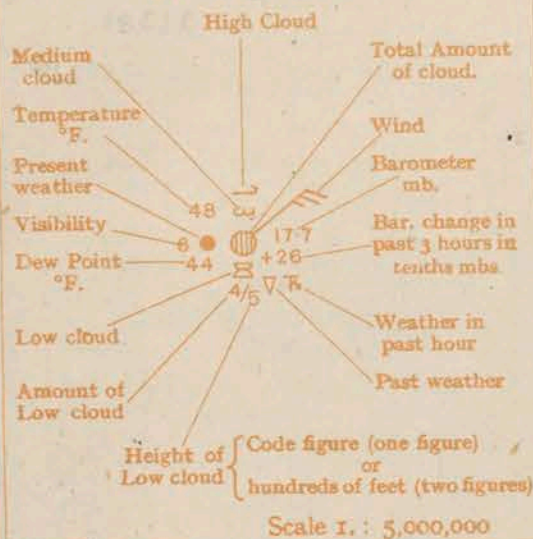 High Cloud
Medium
cloud
Total Amount
of cloud.
Temperature
°F.
Wind
Present
weather
Barometer
mb.
48
Visibility
6
17.7
Bar. change in
past 3 hours in
tenths mbs.
Dew Point
°F.
44
+26
4/5
Low cloud
Weather in
past hour
Amount of
Low cloud
Past weather
Height of
Low cloud
Code figure (one figure)
or
hundreds of feet (two figures)
Scale 1. : 5,000,000